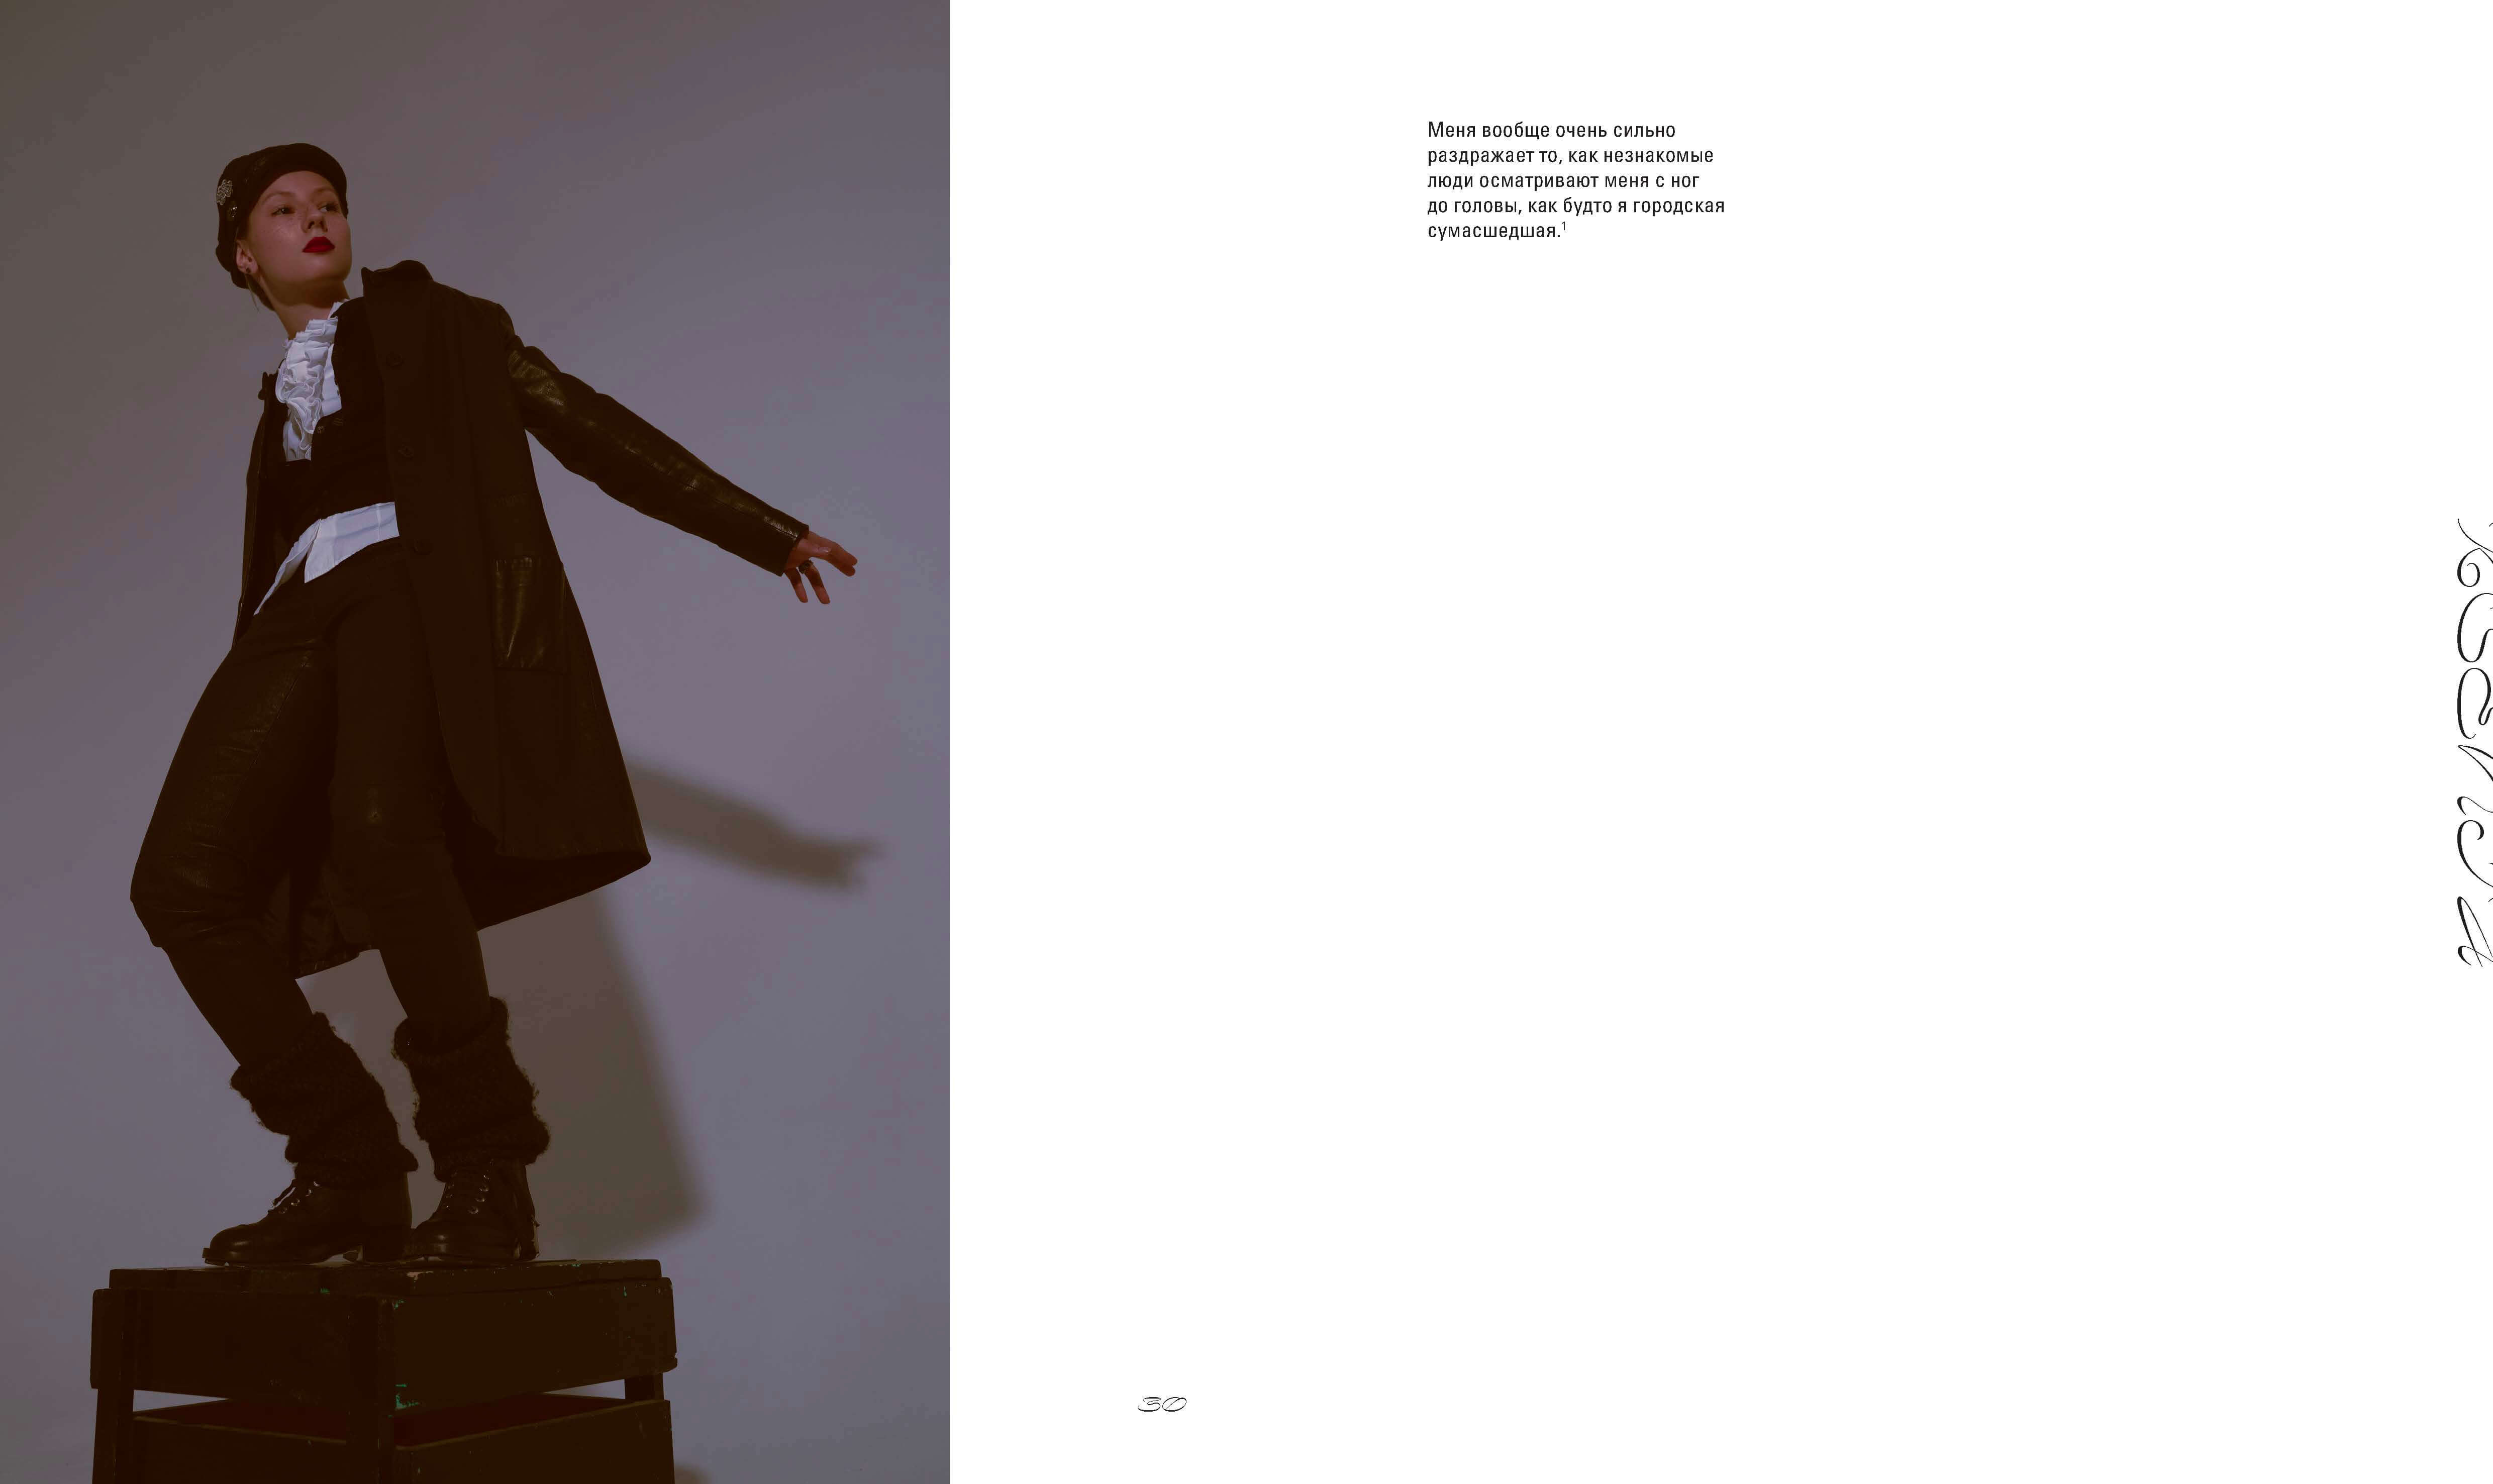 Меня вообще очень сильно
раздражает то, как незнакомые
люди осматривают меня с ног
до головы, как будто я городская
сумасшедшая.¹
30